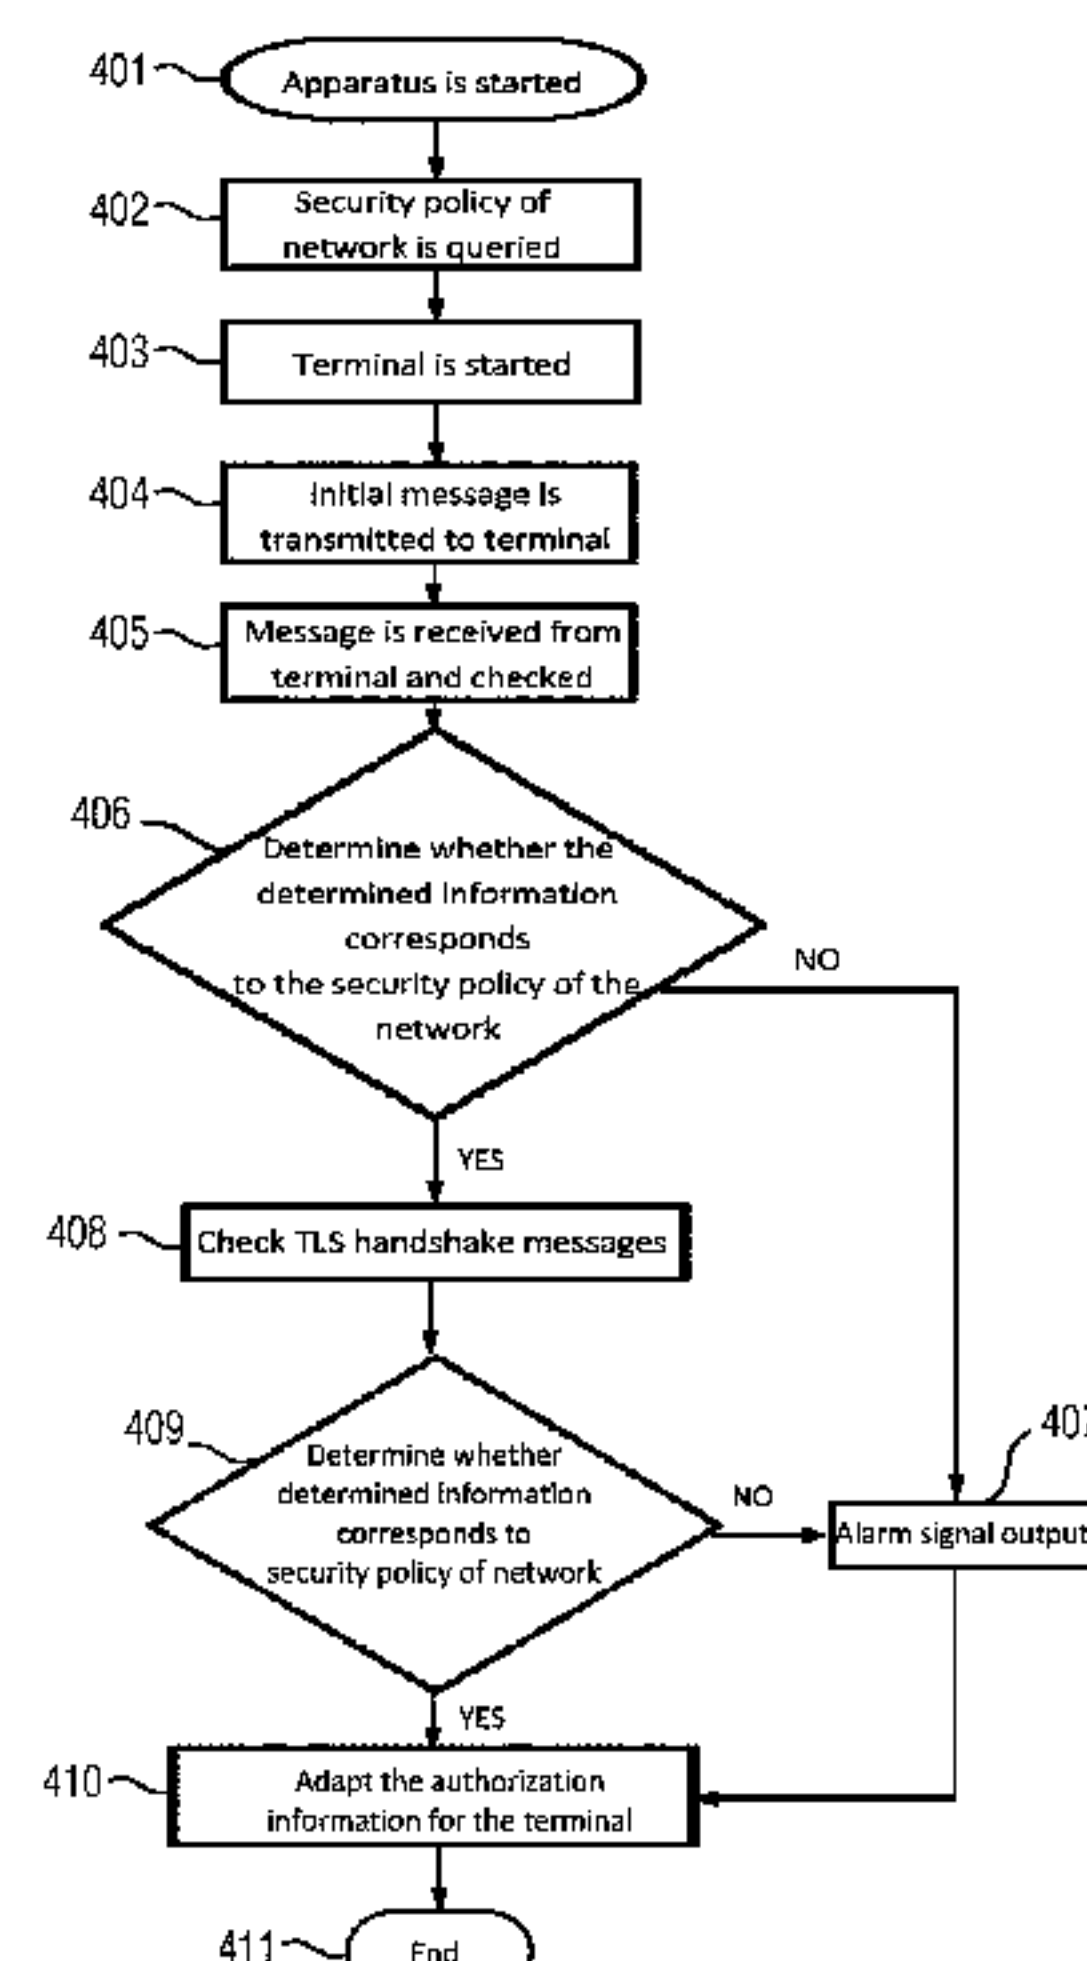 401
Apparatus is started
402
Security policy of
network is queried
403
Terminal is started
404
Initial message is
transmitted to terminal
405
Message is received from
terminal and checked
406
Determine whether the
determined information
corresponds
to the security policy of the
network
NO
YES
408
Check TLS handshake messages
409
Determine whether
determined information
corresponds to
security policy of network
NO
407
Alarm signal output
YES
410
Adapt the authorization
information for the terminal
411
End